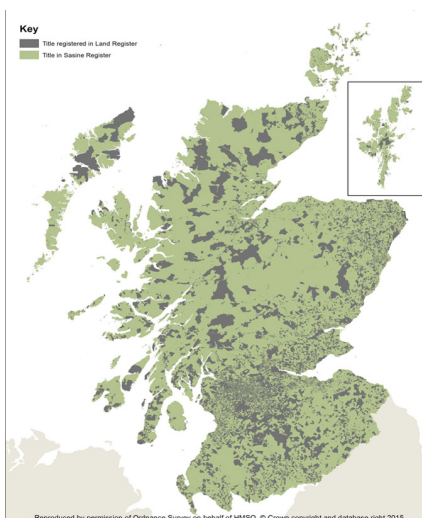 Key
Title registered in Land Register
Title in Sasine Register
Reproduced by permission of Ordnance Survey on behalf of HMSO. © Crown copyright and database right 2015.